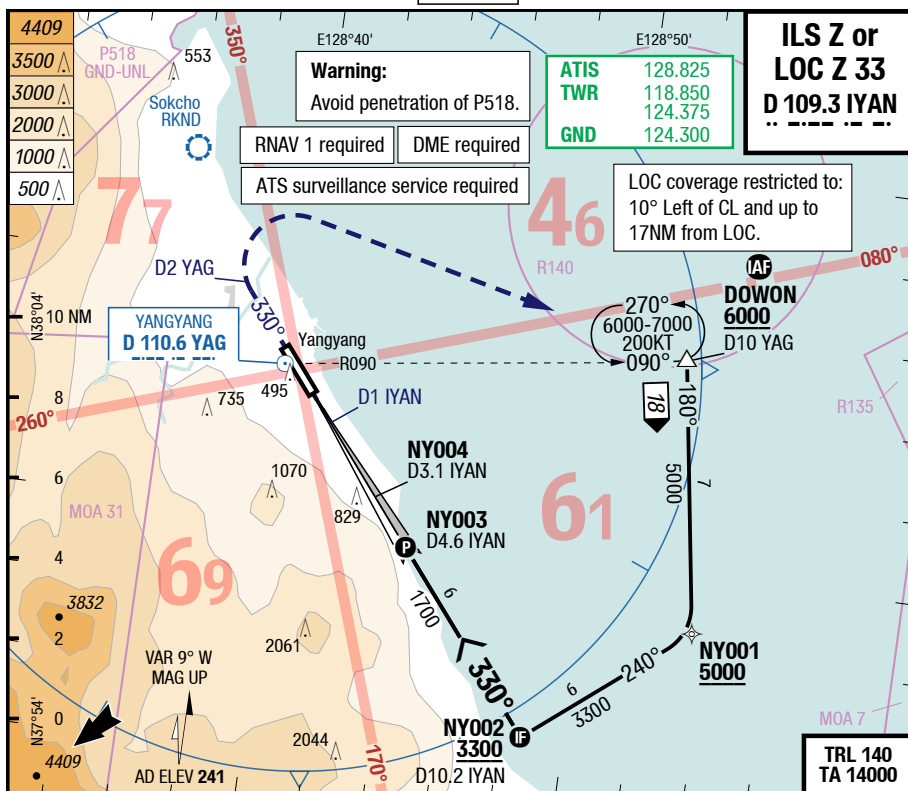 4409
3500
3000
2000
1000
500
P518
GND-UNL
553
350°
E128°40'
E128°50'
Warning:
Avoid penetration of P518.
ATIS 128.825
TWR 118.850
124.375
GND 124.300
ILS Z or
LOC Z 33
D 109.3 IYAN
Sokcho
RKND
RNAV 1 required
DME required
ATS surveillance service required
LOC coverage restricted to:
10° Left of CL and up to
17NM from LOC.
77
46
R140
080°
IAF
DOWON
6000
D10 YAG
D2 YAG
330°
270°
6000-7000
200KT
090°
N38°04'
10 NM
YANGYANG
D 110.6 YAG
Yangyang
R090
495
735
D1 IYAN
260°
8
18
180°
R135
5000
7
NY004
D3.1 IYAN
1070
829
6
MOA 31
NY003
D4.6 IYAN
P
61
4
69
6
1700
3832
2
2061
VAR 9° W
MAG UP
330°
240°
NY001
5000
6
3300
N37°54'
0
NY002
3300
D10.2 IYAN
IF
MOA 7
2044
170°
4409
AD ELEV 241
TRL 140
TA 14000